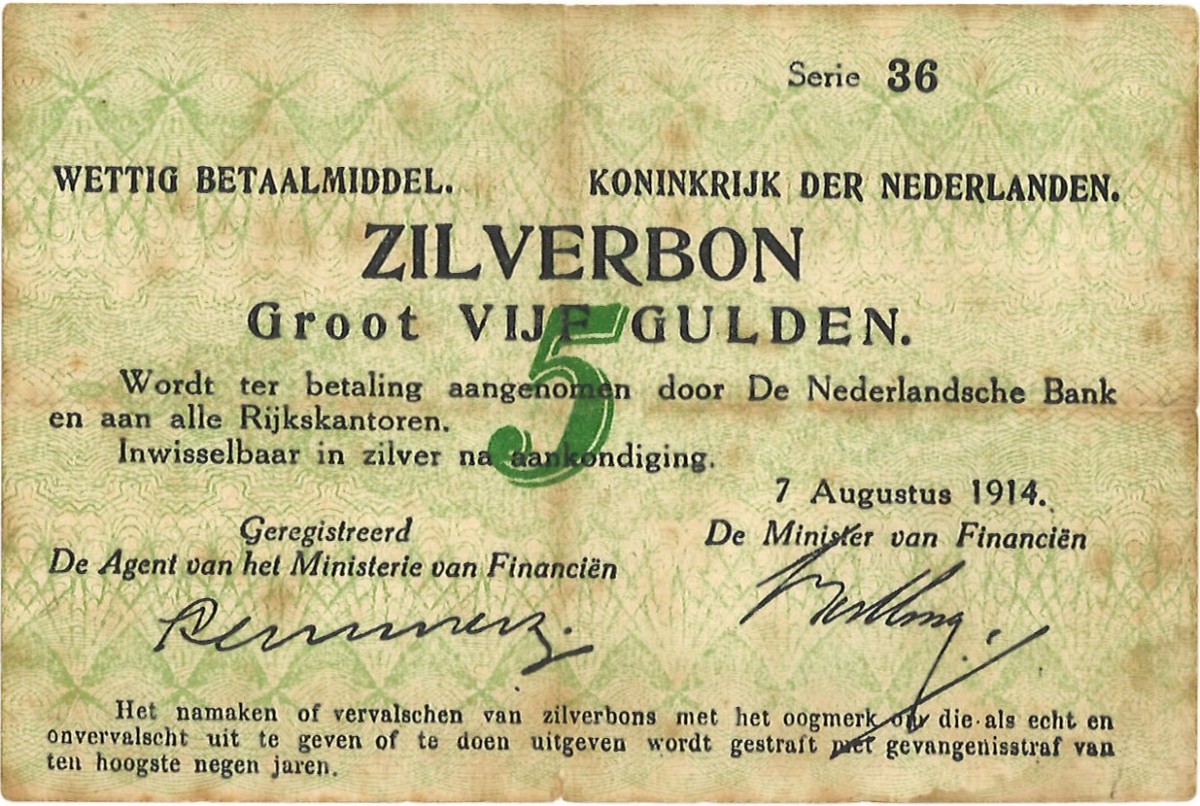 Serie 36
WETTIG BETAALMIDDEL. KONINKRIJK DER NEDERLANDEN.
ZILVERBON
Groot VIJF GULDEN.
5
Wordt ter betaling aangenomen door De Nederlandsche Bank
en aan alle Rijkskantoren.
Inwisselbaar in zilver na aankondiging.
7 Augustus 1914.
Geregistreerd
De Agent van het Ministerie van Financiën
De Minister van Financiën
Het namaken of vervalschen van zilverbons met het oogmerk om die als echt en
onvervalscht uit te geven of te doen uitgeven wordt gestraft met gevangenisstraf van
ten hoogste negen jaren.